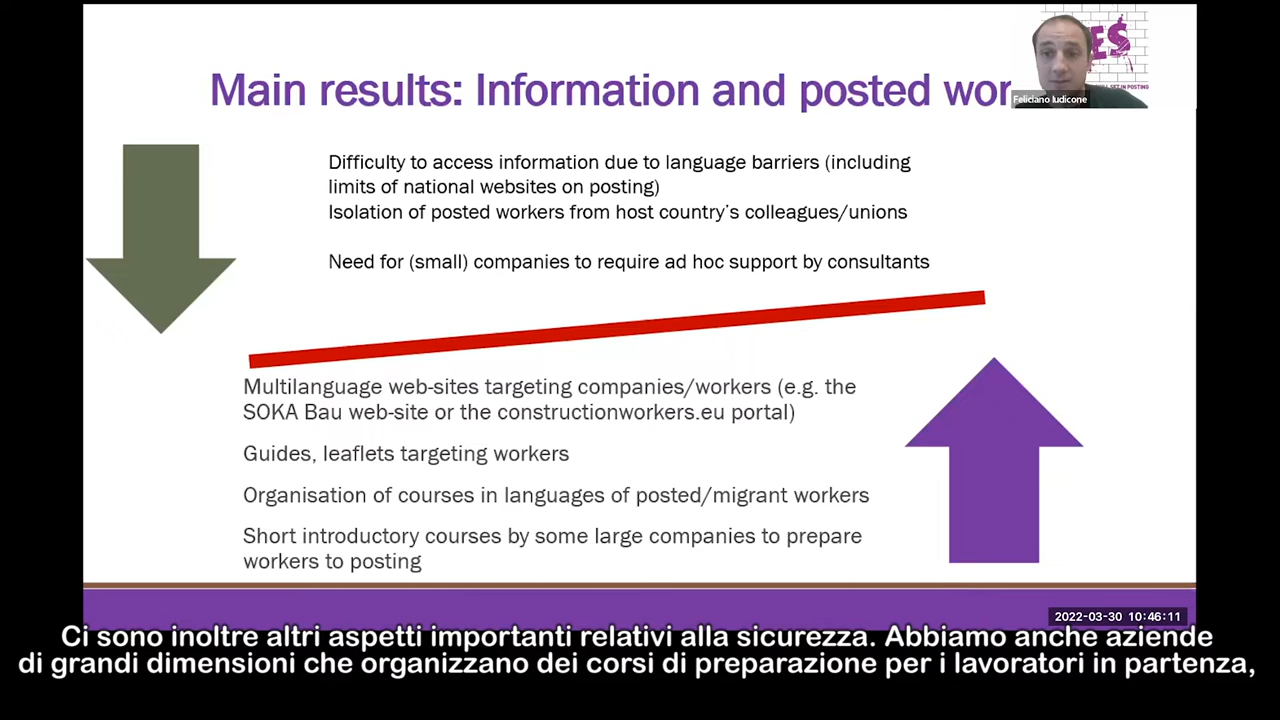 Main results: Information and posted wor
ES
Feliciano Iudicone
Difficulty to access information due to language barriers (including
limits of national websites on posting)
Isolation of posted workers from host country's colleagues/unions
Need for (small) companies to require ad hoc support by consultants
Multilanguage web-sites targeting companies/workers (e.g. the
SOKA Bau web-site or the constructionworkers.eu portal)
Guides, leaflets targeting workers
Organisation of courses in languages of posted/migrant workers
Short introductory courses by some large companies to prepare
workers to posting
2022-03-30 10:46:11
Ci sono inoltre altri aspetti importanti relativi alla sicurezza. Abbiamo anche aziende
di grandi dimensioni che organizzano dei corsi di preparazione per i lavoratori in partenza,